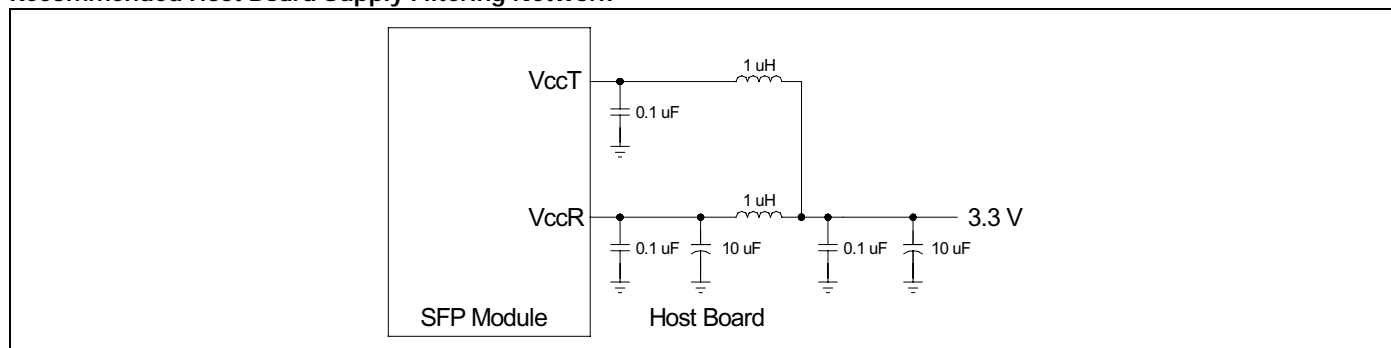 Recommended Host Board Supply Filtering Network
1 uH
VccT
0.1 uF
1 uH
VccR
3.3 V
0.1 uF
10 uF
0.1 uF
10 uF
SFP Module
Host Board